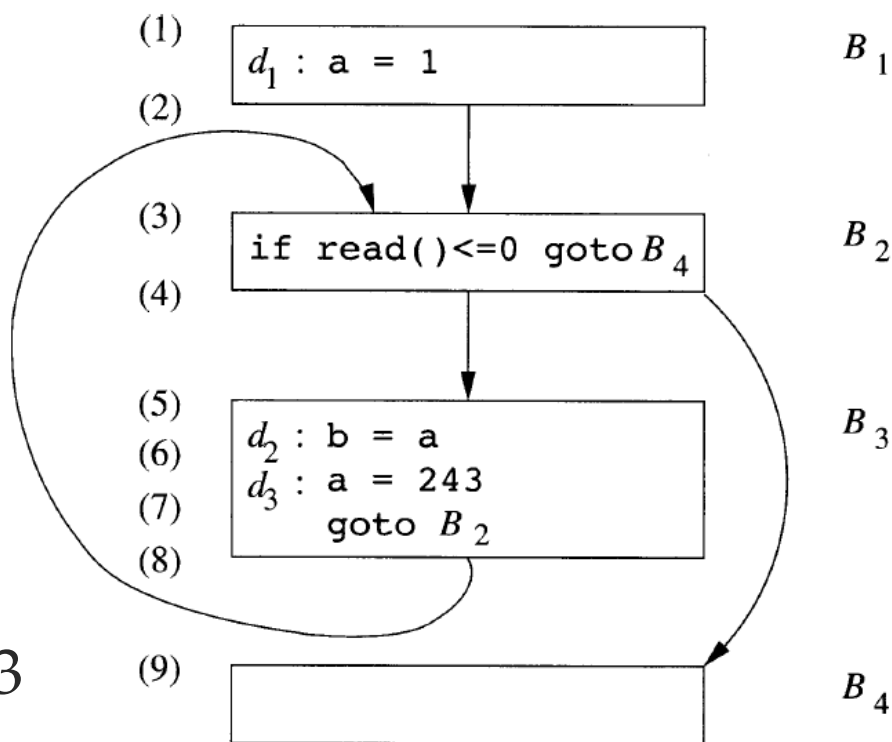 (1)
d1 : a = 1
B1
(2)
(3)
if read()<=0 goto B4
B2
(4)
(5)
d2 : b = a
B3
(6)
d3 : a = 243
(7)
goto B2
(8)
3
(9)
B4